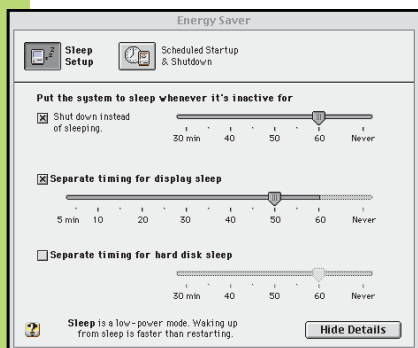 Energy Saver
Sleep Setup
Scheduled Startup & Shutdown
Put the system to sleep whenever it's inactive for
Shut down instead
of sleeping.
30 min 40 50 60 Never
Separate timing for display sleep
5 min 10 20 30 40 50 60 Never
Separate timing for hard disk sleep
30 min 40 50 60 Never
Sleep is a low-power mode. Waking up
from sleep is faster than restarting.
Hide Details